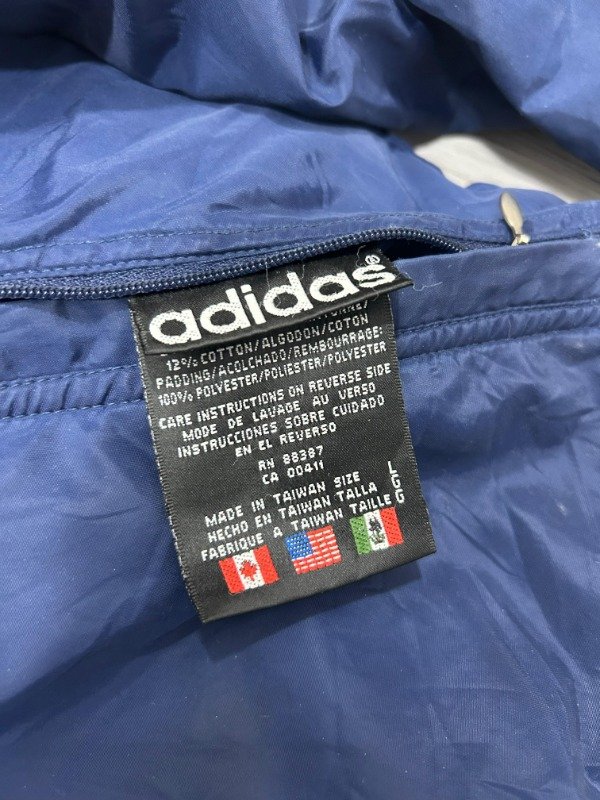 adidas®
12% COTTON/ALGODON/COTON
PADDING/ACOLCHADO/REMBOURRAGE:
100% POLYESTER/POLIESTER/POLYESTER
CARE INSTRUCTIONS ON REVERSE SIDE
MODE DE LAVAGE AU VERSO
INSTRUCCIONES SOBRE CUIDADO
EN EL REVERSO
RN 88387
CA 00411
MADE IN TAIWAN SIZE L
HECHO EN TAIWAN TALLA G
FABRIQUE A TAIWAN TAILLE G